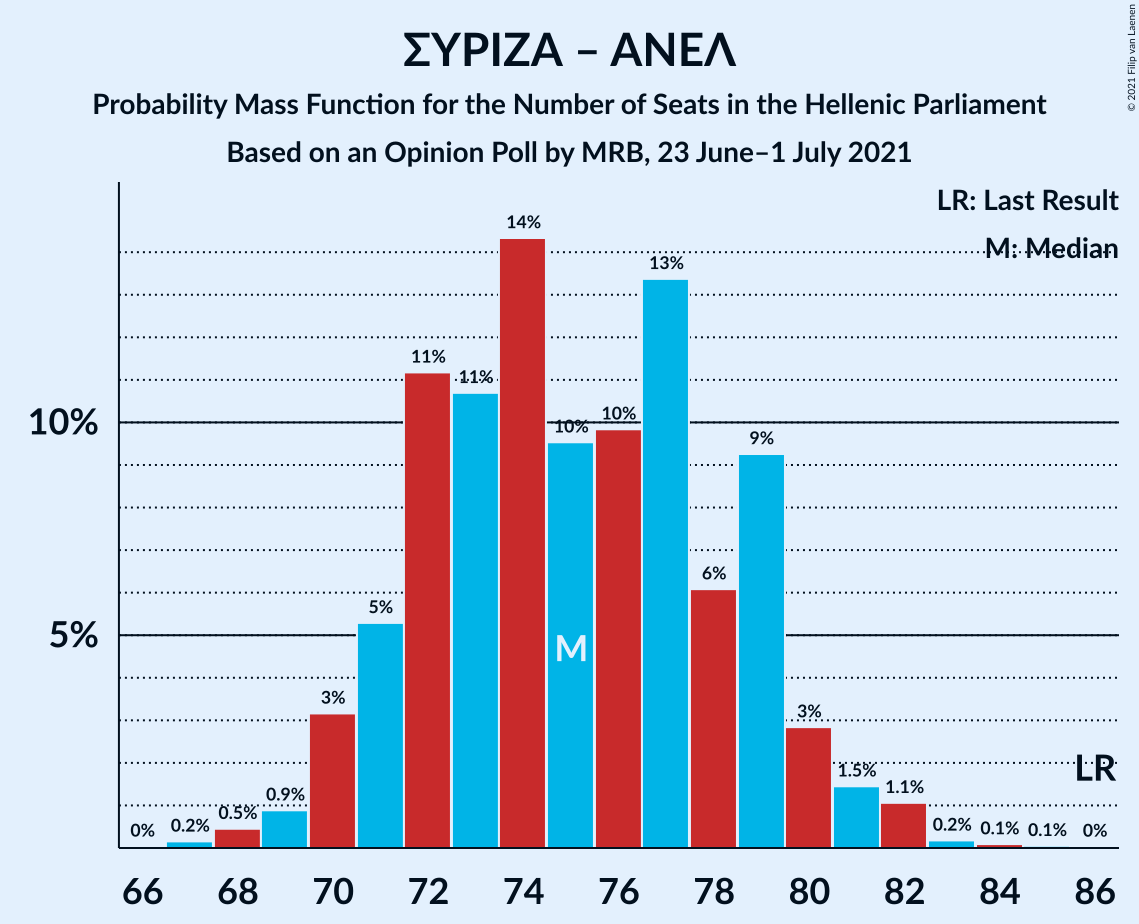 ΣΥΡΙΖΑ – ΑΝΕΛ
Probability Mass Function for the Number of Seats in the Hellenic Parliament
Based on an Opinion Poll by MRB, 23 June–1 July 2021
© 2021 Filip van Laenen
LR: Last Result
M: Median
14%
13%
11%
11%
10%
10%
10%
9%
6%
5%
5%
M
3%
3%
LR
1.5%
1.1%
0.9%
0.5%
0% 0.2% 0.2% 0.1% 0.1% 0%
66 68 70 72 74 76 78 80 82 84 86